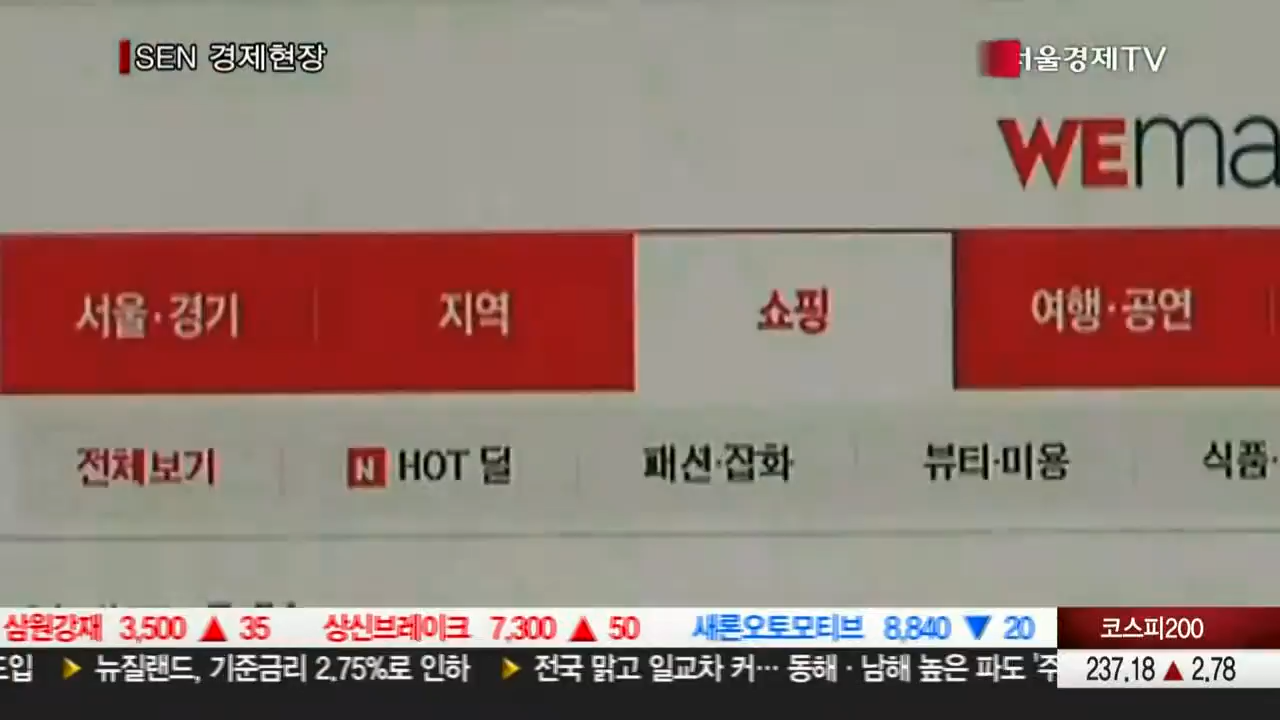 SEN 경제현장
서울경제TV
WEma
서울·경기 지역 쇼핑 여행·공연
전체보기 N HOT 딜 패션·잡화 뷰티·미용 식품·
삼원강재 3,500 ▲ 35 상신브레이크 7,300 ▲ 50 새론오토모티브 8,840 ▼ 20 코스피200
도입 ▶ 뉴질랜드, 기준금리 2.75%로 인하 ▶ 전국 맑고 일교차 커… 동해·남해 높은 파도 '주 237.18 ▲ 2.78